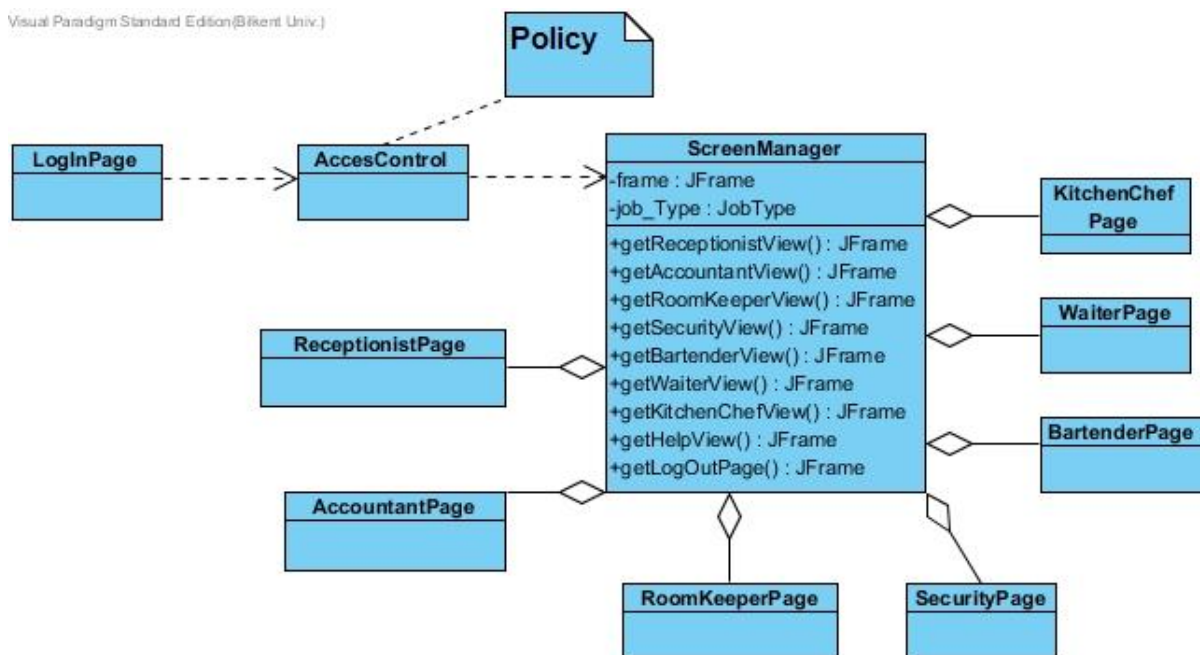 Visual Paradigm Standard Edition(Bilkent Univ.)
Policy
LogInPage
AccesControl
ScreenManager
-frame : JFrame
-job_Type : JobType
+getReceptionistView() : JFrame
+getAccountantView() : JFrame
+getRoomKeeperView() : JFrame
+getSecurityView() : JFrame
+getBartenderView() : JFrame
+getWaiterView() : JFrame
+getKitchenChefView() : JFrame
+getHelpView() : JFrame
+getLogOutPage() : JFrame
KitchenChef
Page
WaiterPage
BartenderPage
ReceptionistPage
AccountantPage
RoomKeeperPage
SecurityPage